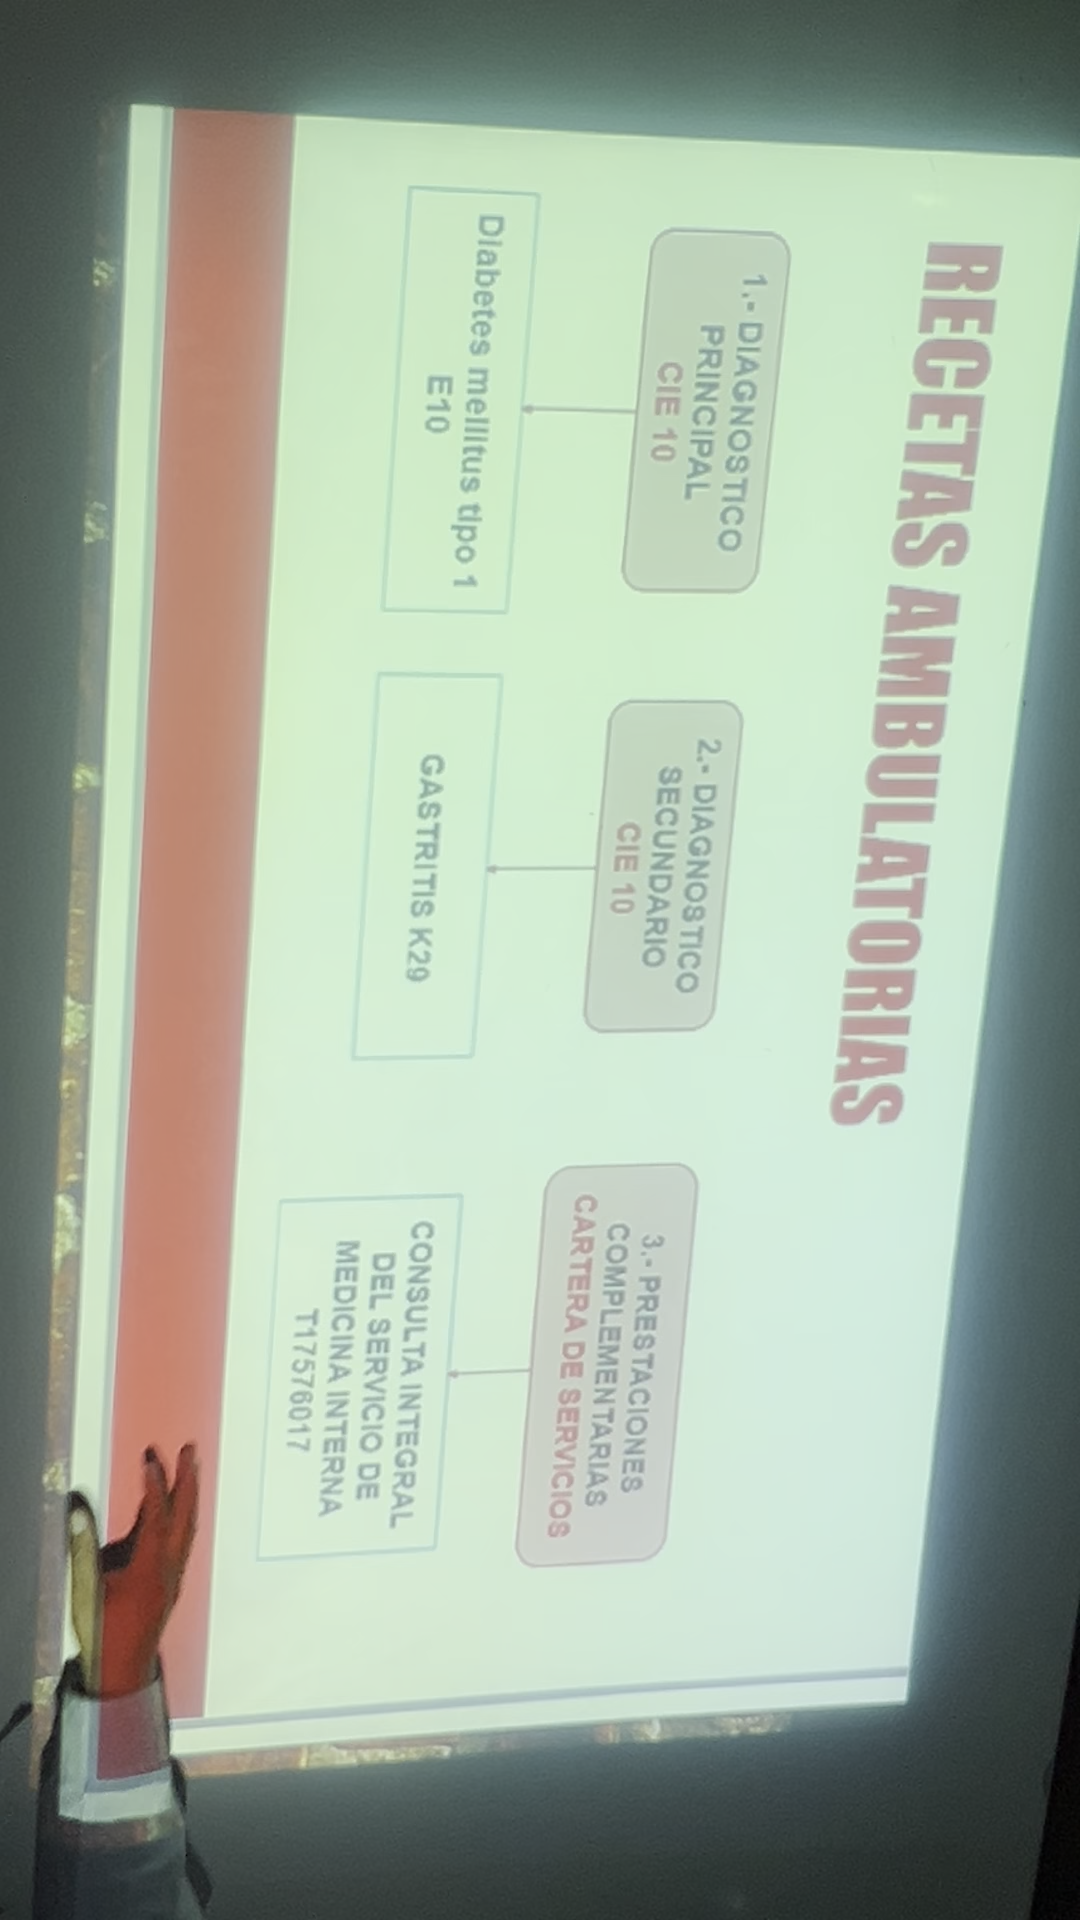 RECETAS AMBULATORIAS
1.- DIAGNOSTICO
PRINCIPAL
CIE 10
Diabetes mellitus tipo 1
E10
2.- DIAGNOSTICO
SECUNDARIO
CIE 10
GASTRITIS K29
3.- PRESTACIONES
COMPLEMENTARIAS
CARTERA DE SERVICIOS
CONSULTA INTEGRAL
DEL SERVICIO DE
MEDICINA INTERNA
T17576017